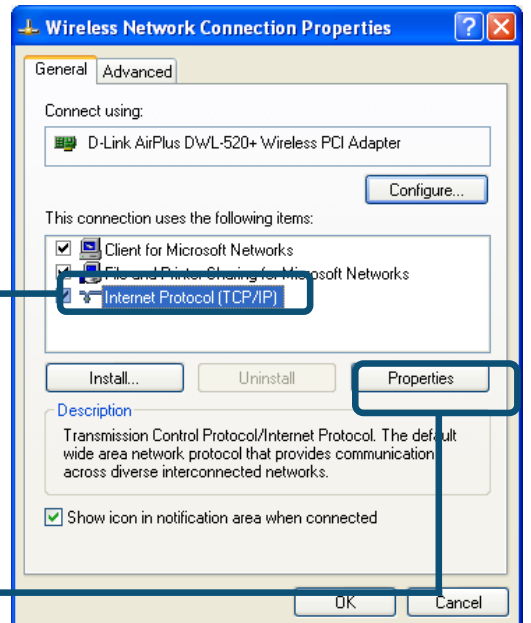 Wireless Network Connection Properties
General Advanced
Connect using:
D-Link AirPlus DWL-520+ Wireless PCI Adapter
Configure...
This connection uses the following items:
Client for Microsoft Networks
File and Printer Sharing for Microsoft Networks
Internet Protocol (TCP/IP)
Install... Uninstall Properties
Description
Transmission Control Protocol/Internet Protocol. The default
wide area network protocol that provides communication
across diverse interconnected networks.
Show icon in notification area when connected
OK Cancel